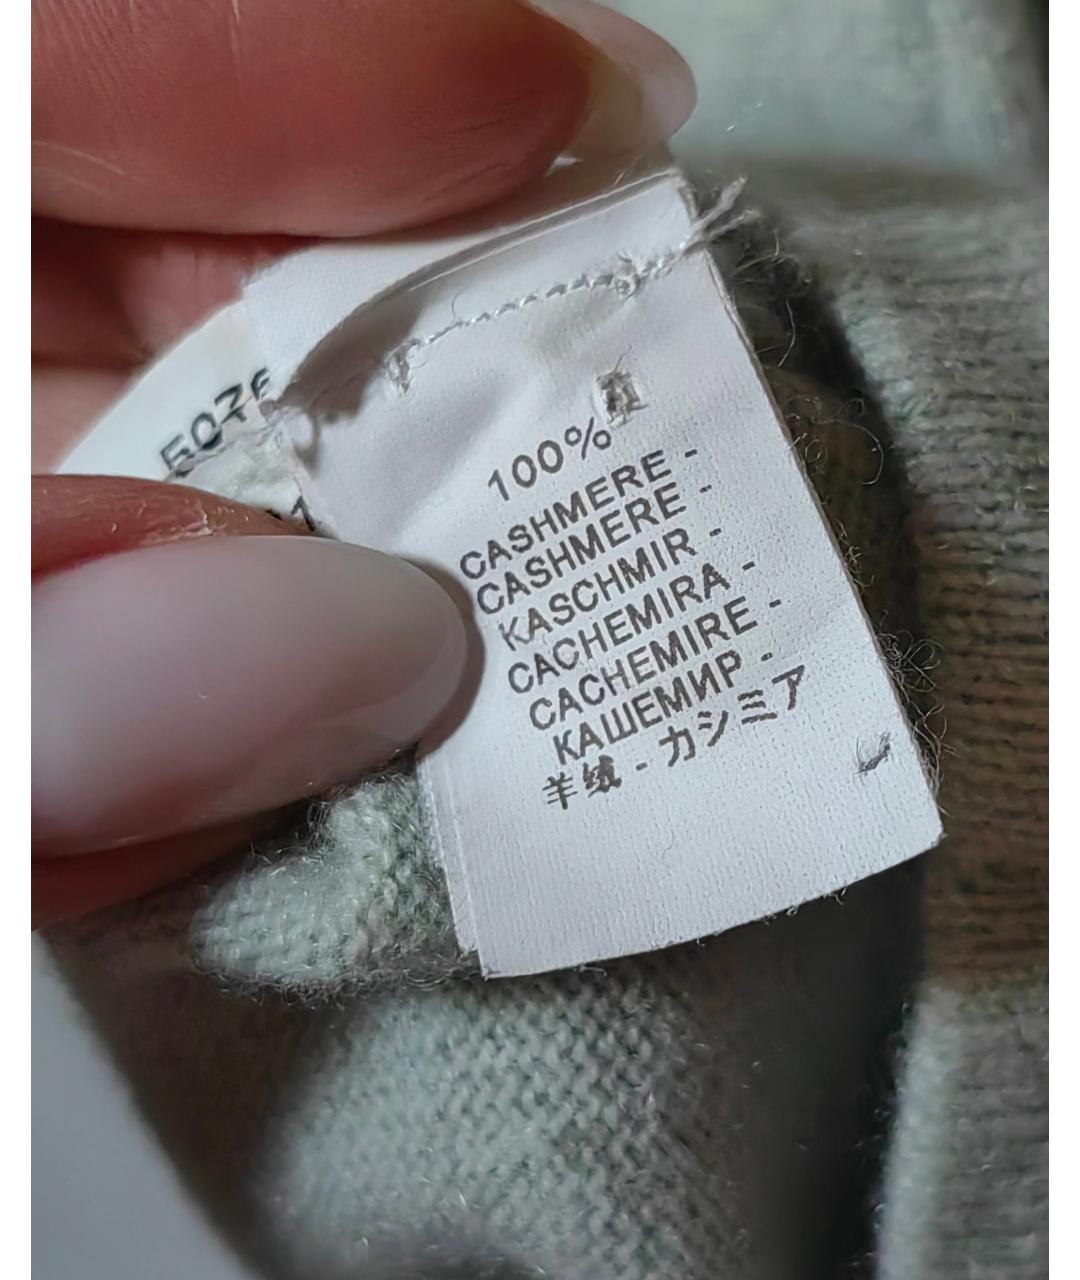 100%
CASHMERE -
CASHMERE -
KASCHMIR -
CACHEMIRA -
CACHEMIRE -
КАШЕМИР -
羊绒 - カシミア